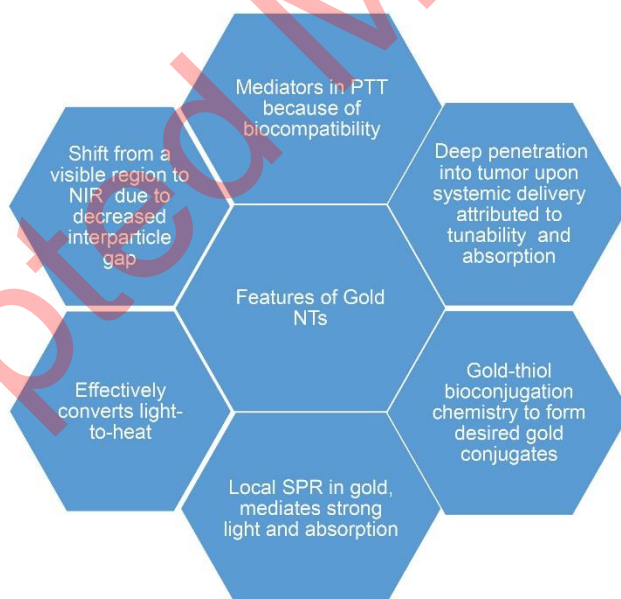 Mediators in PTT
because of
biocompatibility
Shift from a
visible region to
NIR due to
decreased
interparticle
gap
Deep penetration
into tumor upon
systemic delivery
attributed to
tunability and
absorption
Features of Gold
NTs
Effectively
converts light-
to-heat
Gold-thiol
bioconjugation
chemistry to form
desired gold
conjugates
Local SPR in gold,
mediates strong
light and absorption
pted M